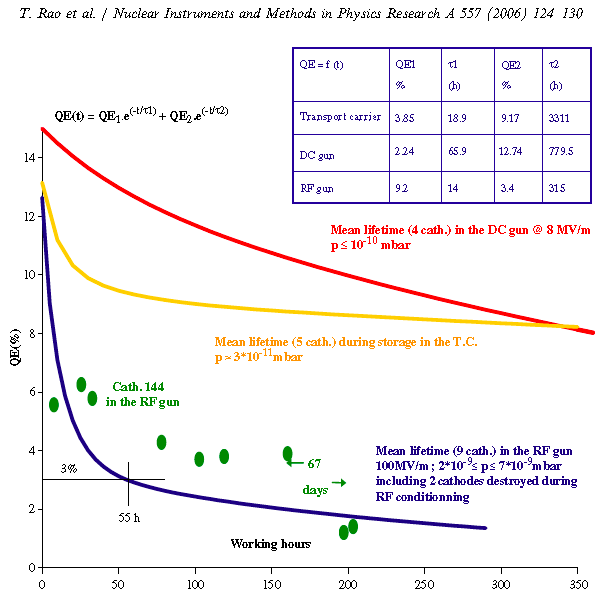 T. Rao et al. / Nuclear Instruments and Methods in Physics Research A 557 (2006) 124 130
QE = f (t) QE1 % τ1 (h) QE2 % τ2 (h)
Transport carrier 3.85 18.9 9.17 3311
DC gun 2.24 65.9 12.74 779.5
RF gun 9.2 14 3.4 315
QE(t) = QE1.e(-t/τ1) + QE2.e(-t/τ2)
Mean lifetime (4 cath.) in the DC gun @ 8 MV/m
p ≤ 10-10 mbar
Mean lifetime (5 cath.) during storage in the T.C.
p ~ 3*10-11mbar
Cath. 144
in the RF gun
Mean lifetime (9 cath.) in the RF gun
100MV/m ; 2*10-9≤ p ≤ 7*10-9mbar
including 2 cathodes destroyed during
RF conditionning
67
days
3%
55 h
Working hours
QE(%)
14
12
10
8
6
4
2
0
0 50 100 150 200 250 300 350